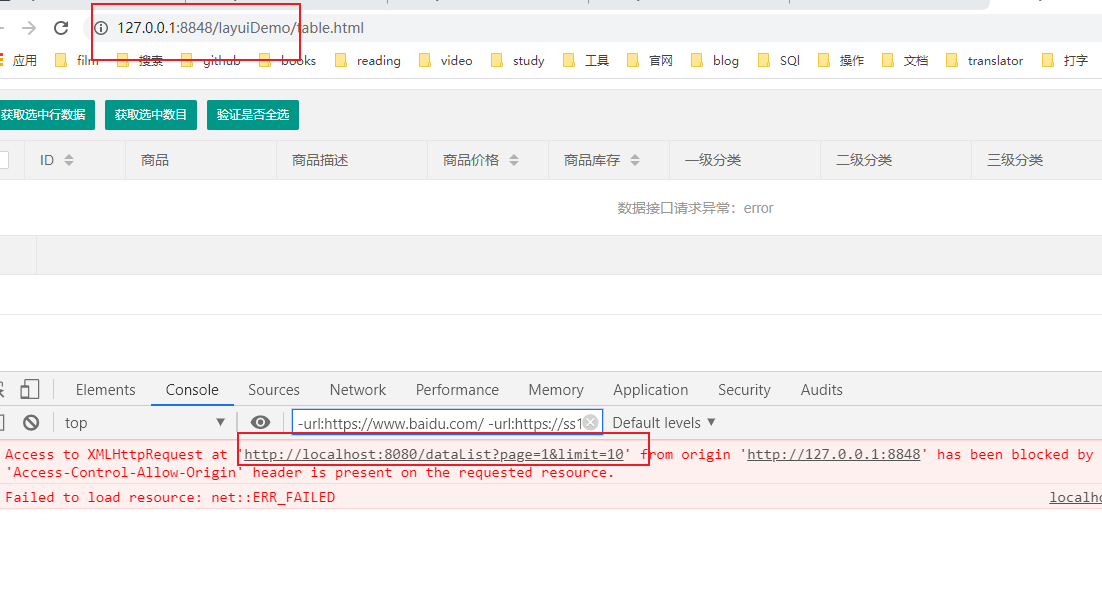 127.0.0.1:8848/layuiDemo/table.html
应用 film 搜索 github books reading video study 工具 官网 blog SQl 操作 文档 translator 打字
获取选中行数据 获取选中数目 验证是否全选
ID 商品 商品描述 商品价格 商品库存 一级分类 二级分类 三级分类
数据接口请求异常：error
Elements Console Sources Network Performance Memory Application Security Audits
top -url:https://www.baidu.com/ -url:https://ss1 Default levels
Access to XMLHttpRequest at 'http://localhost:8080/dataList?page=1&limit=10' from origin 'http://127.0.0.1:8848' has been blocked by
'Access-Control-Allow-Origin' header is present on the requested resource.
Failed to load resource: net::ERR_FAILED localho